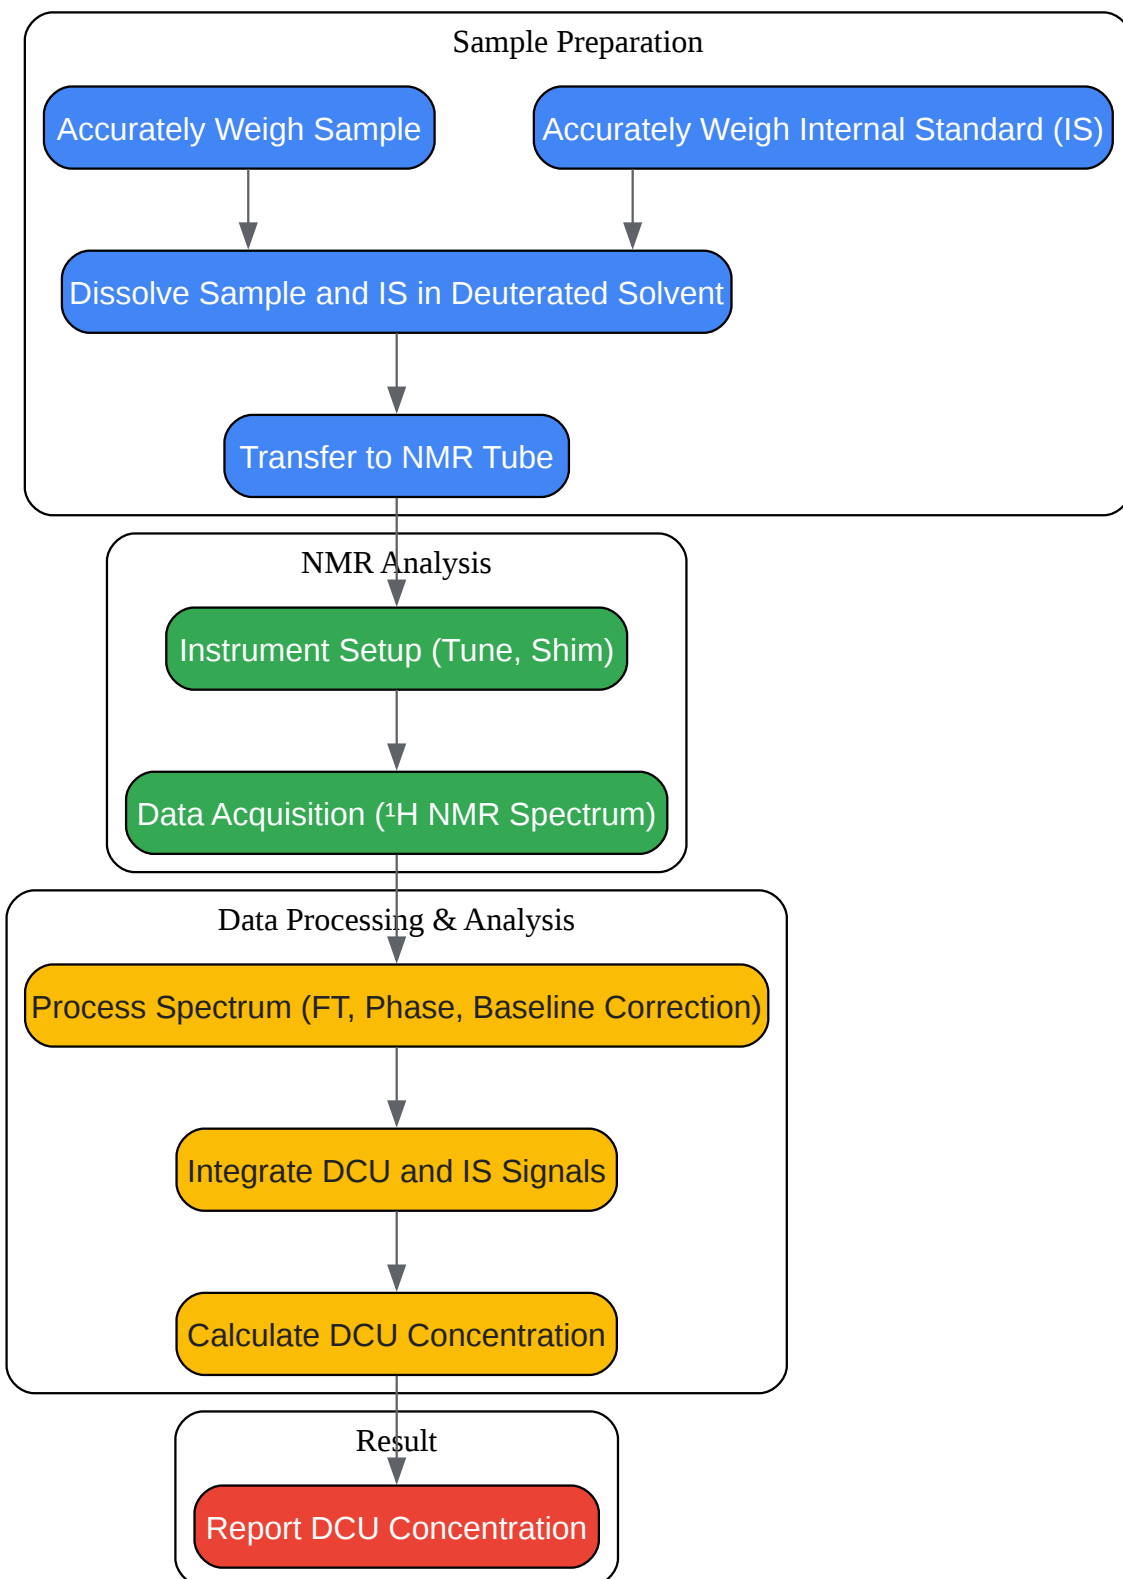 Sample Preparation
Accurately Weigh Sample
Accurately Weigh Internal Standard (IS)
Dissolve Sample and IS in Deuterated Solvent
Transfer to NMR Tube
NMR Analysis
Instrument Setup (Tune, Shim)
Data Acquisition (¹H NMR Spectrum)
Data Processing & Analysis
Process Spectrum (FT, Phase, Baseline Correction)
Integrate DCU and IS Signals
Calculate DCU Concentration
Result
Report DCU Concentration